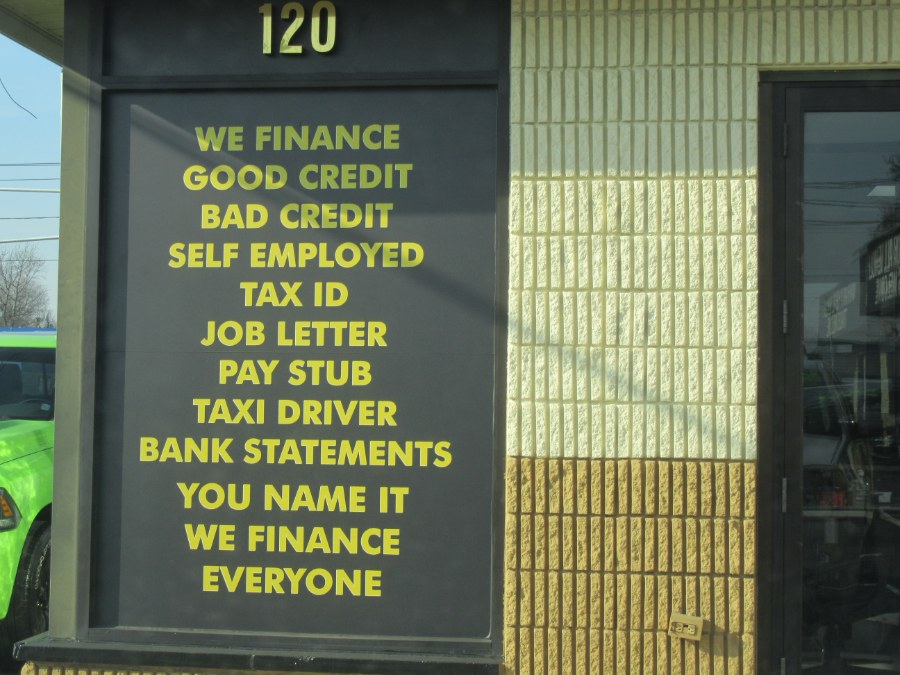 120
WE FINANCE
GOOD CREDIT
BAD CREDIT
SELF EMPLOYED
TAX ID
JOB LETTER
PAY STUB
TAXI DRIVER
BANK STATEMENTS
YOU NAME IT
WE FINANCE
EVERYONE